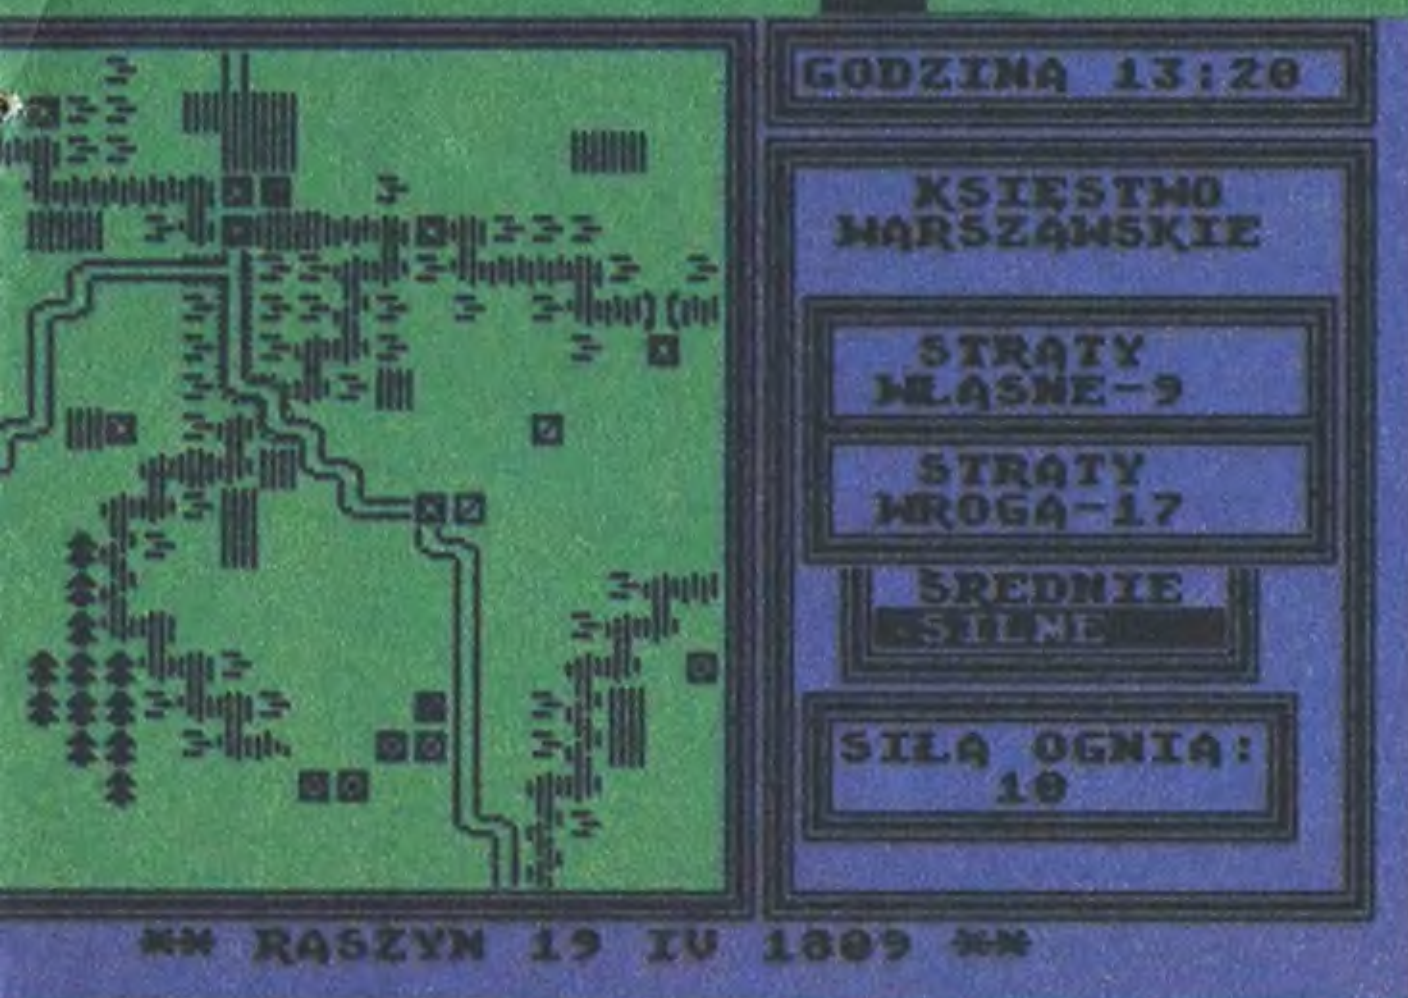 GODZINA 13:20
KSIĘSTWO
WARSZAWSKIE
STRATY
WŁASNE-9
STRATY
WROGA-17
ŚREDNIE
SILNE
SIŁA OGNIA:
10
** RASZYN 19 IV 1809 **